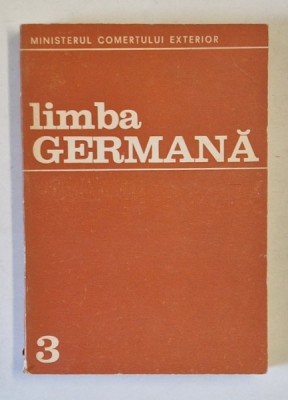 MINISTERUL COMERTULUI EXTERIOR
limba
GERMANĂ
3